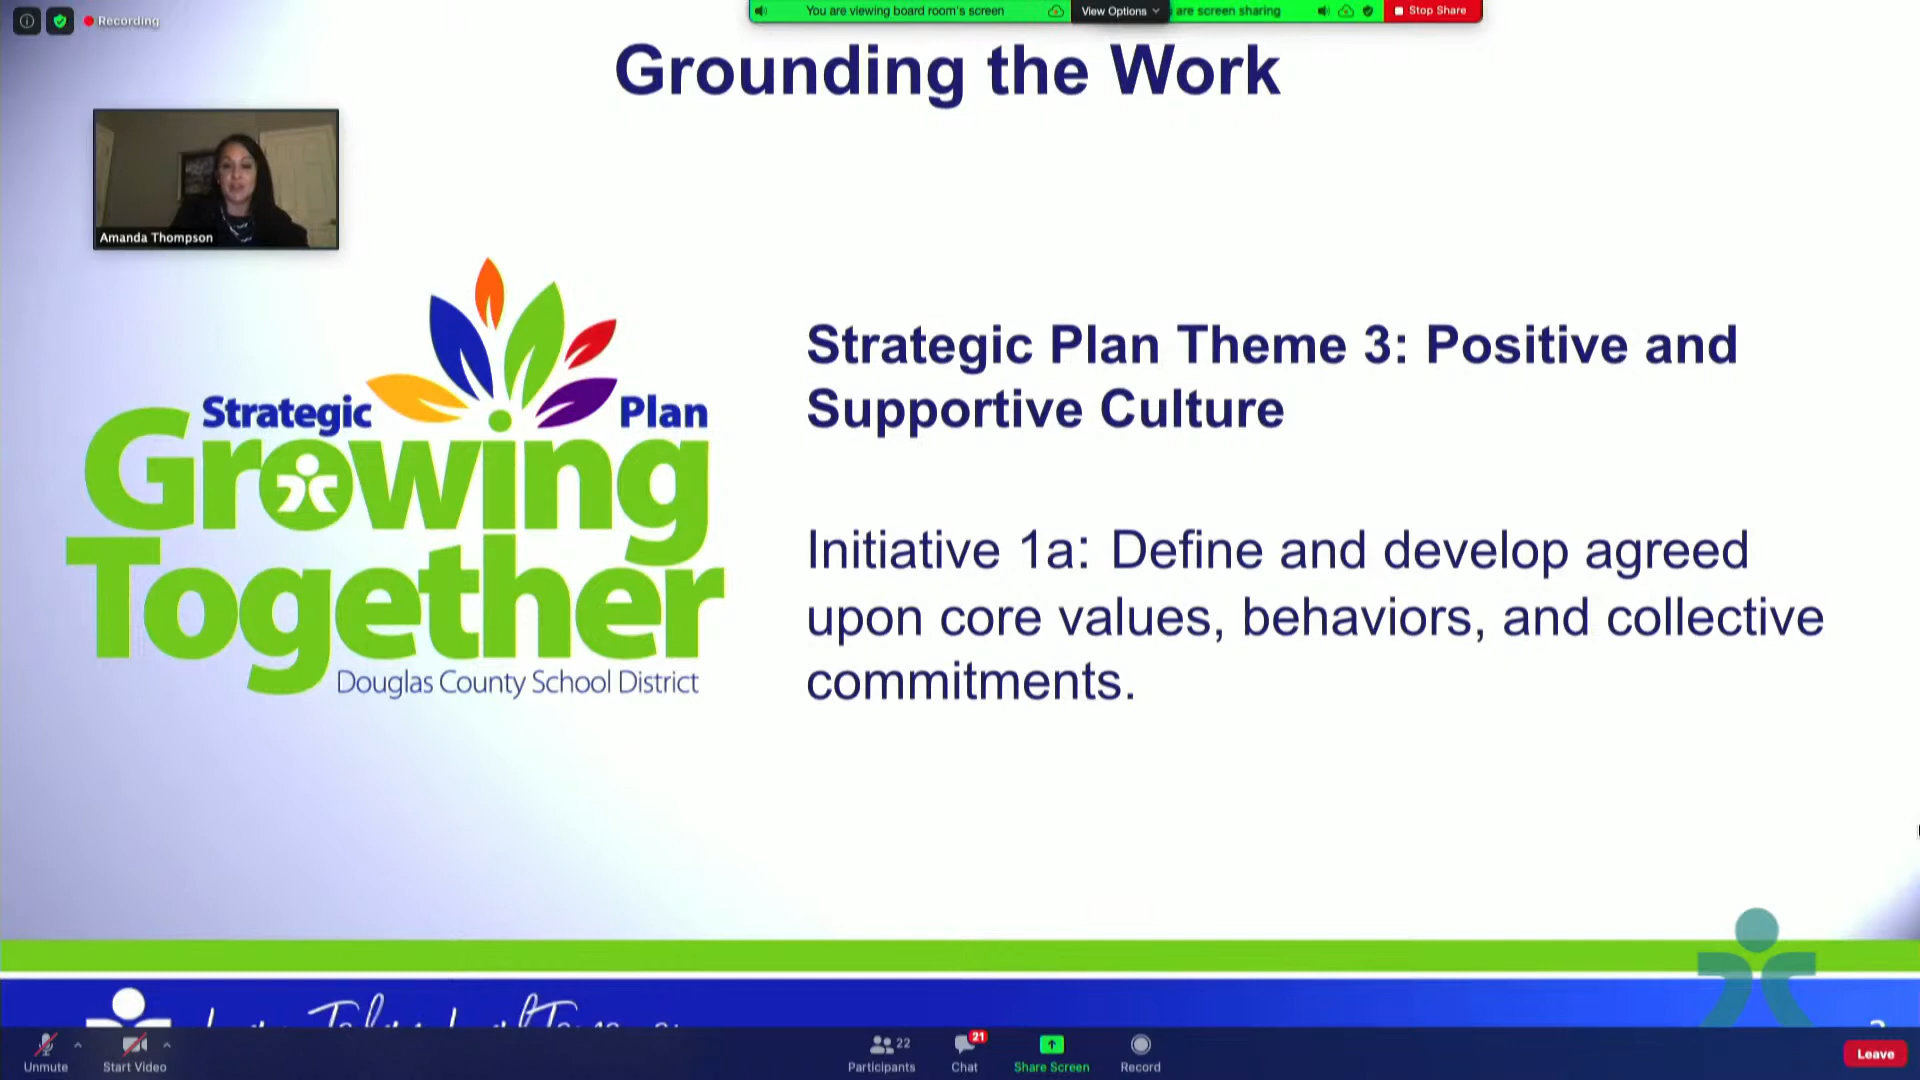 Recording
You are viewing board room's screen
View Options
are screen sharing
Stop Share
Grounding the Work
Amanda Thompson
Strategic Plan
Growing
Together
Douglas County School District
Strategic Plan Theme 3: Positive and
Supportive Culture
Initiative 1a: Define and develop agreed
upon core values, behaviors, and collective
commitments.
Unmute
Start Video
22
Participants
21
Chat
Share Screen
Record
Leave